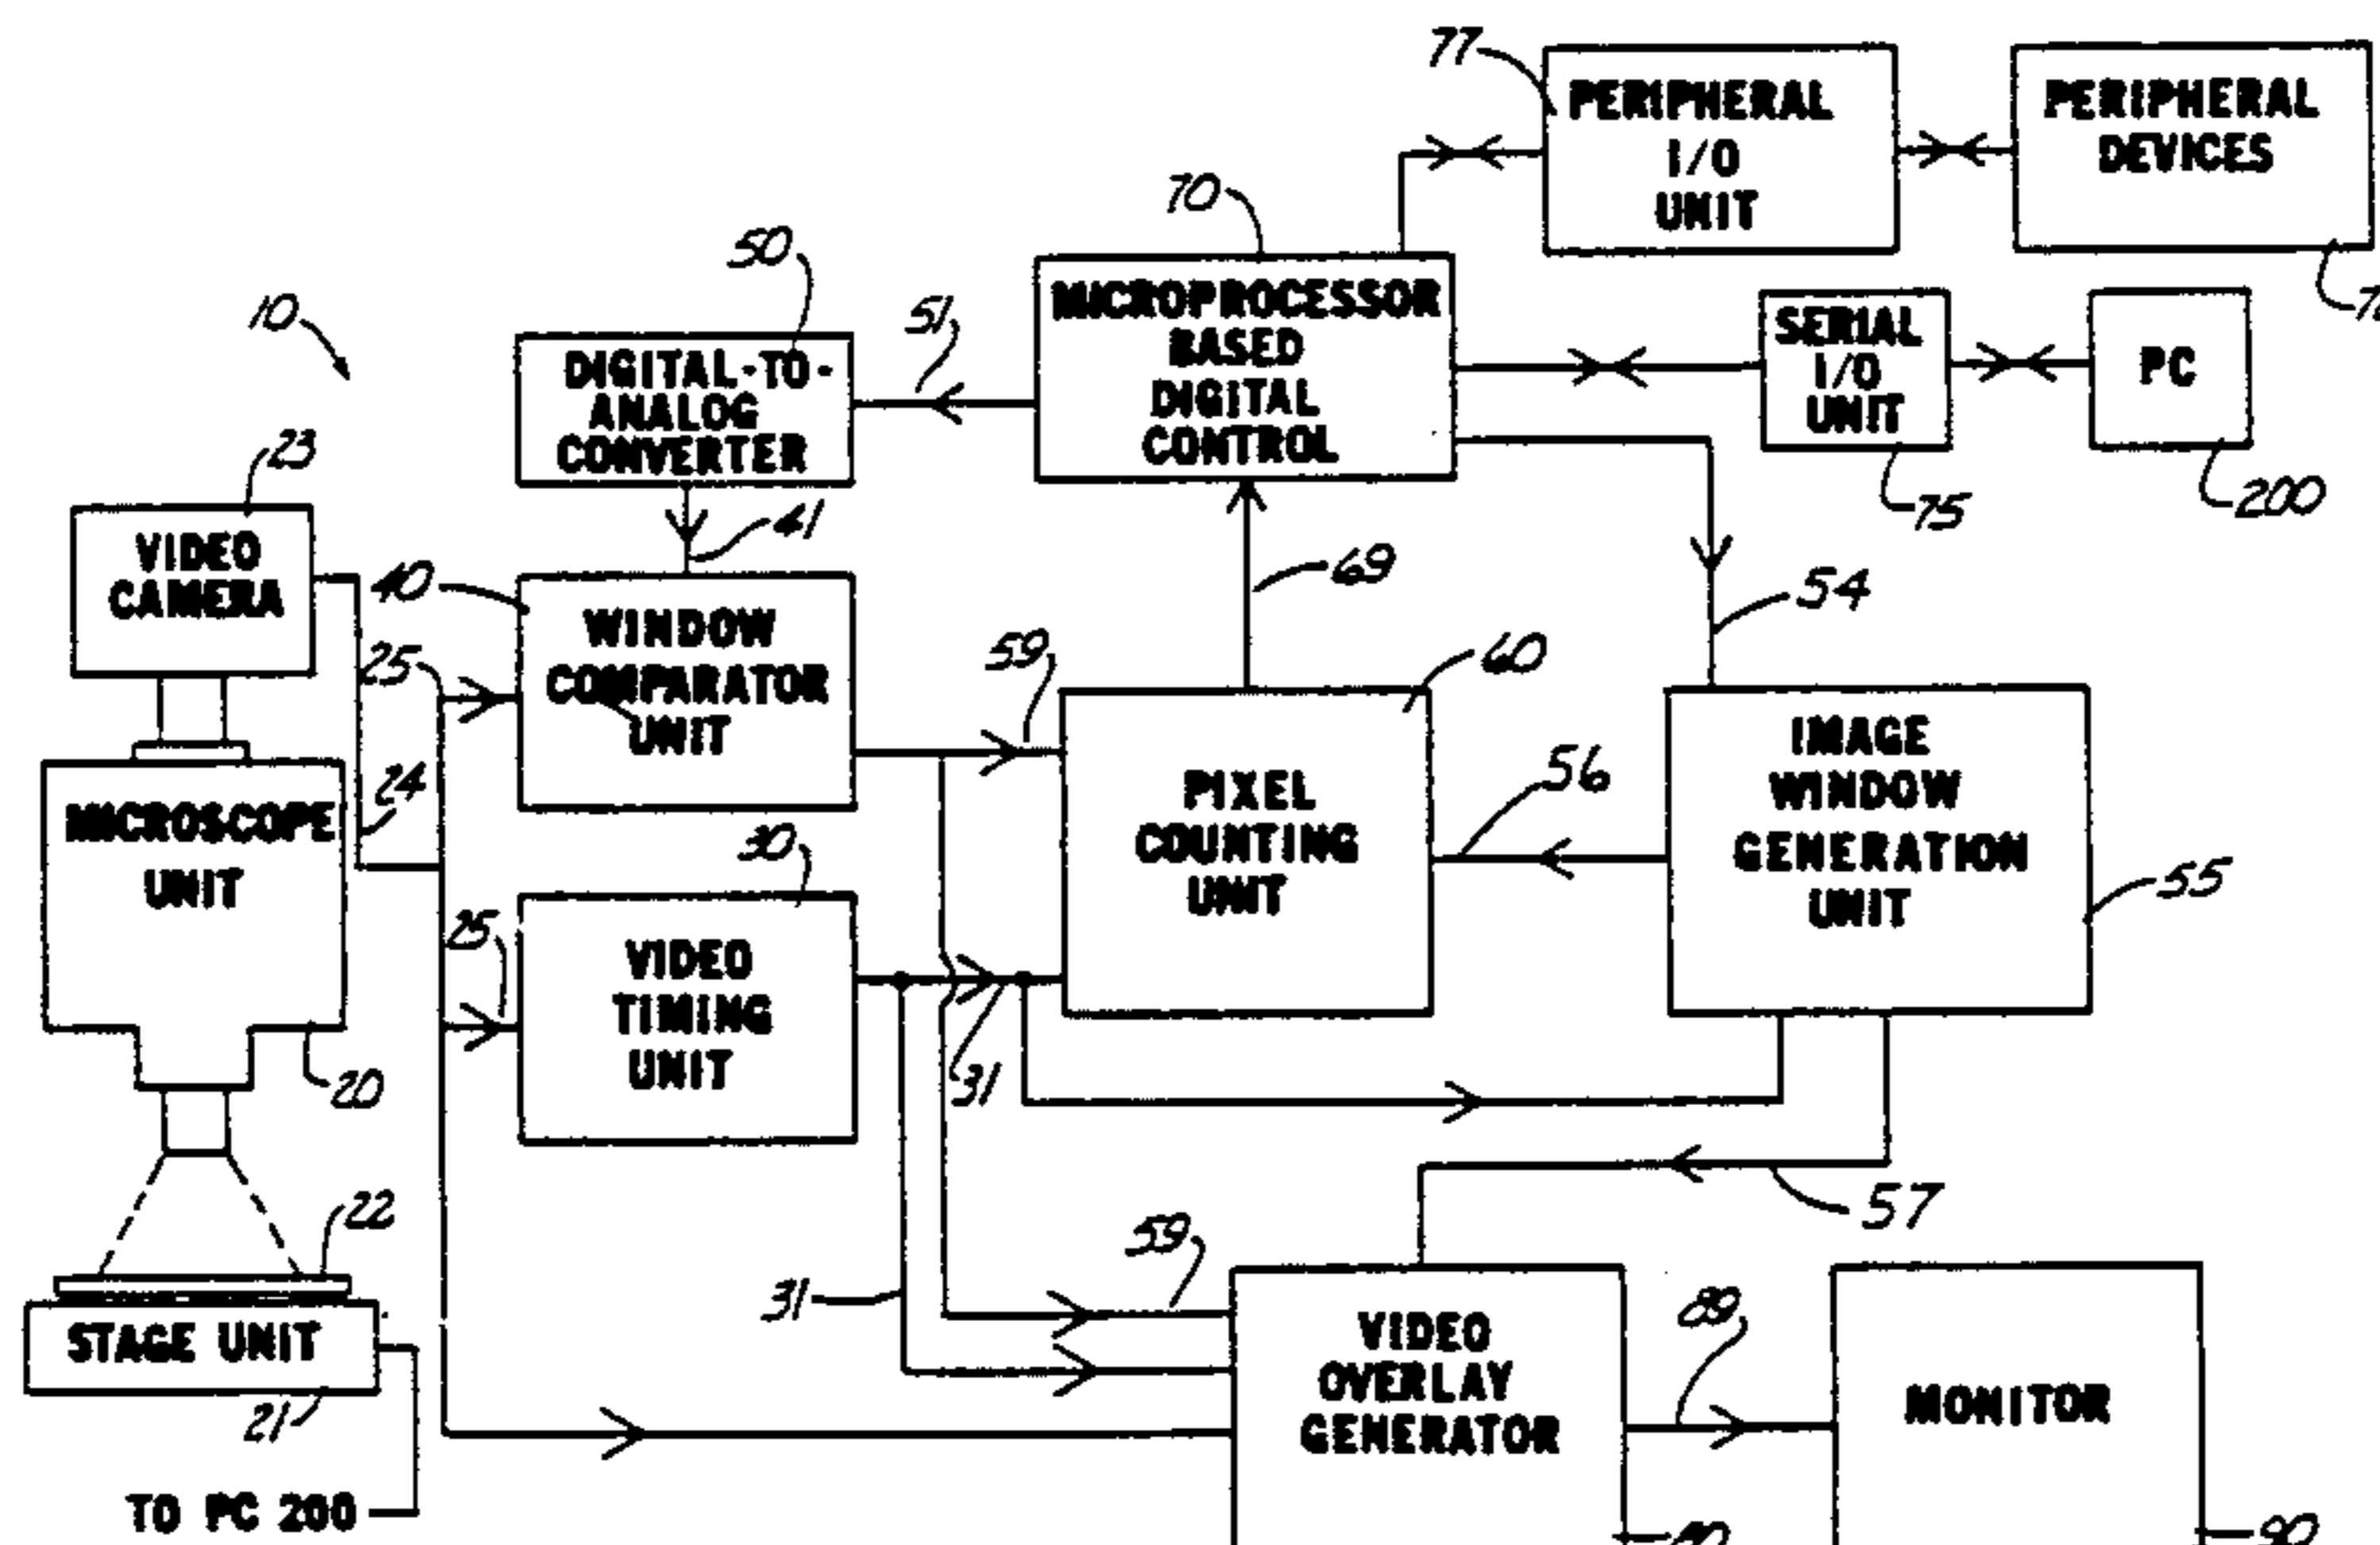 77
PERIPHERAL
I/O
UNIT
PERIPHERAL
DEVICES
70
MICROPROCESSOR
BASED
DIGITAL
CONTROL
50
51
10
DIGITAL-TO-
ANALOG
CONVERTER
SERIAL
I/O
UNIT
PC
75
200
23
VIDEO
CAMERA
41
40
WINDOW
COMPARATOR
UNIT
25
24
69
54
59
60
PIXEL
COUNTING
UNIT
56
IMAGE
WINDOW
GENERATION
UNIT
55
MICROSCOPE
UNIT
20
30
25
VIDEO
TIMING
UNIT
31
57
22
STAGE UNIT
21
TO PC 200
31
59
VIDEO
OVERLAY
GENERATOR
89
MONITOR